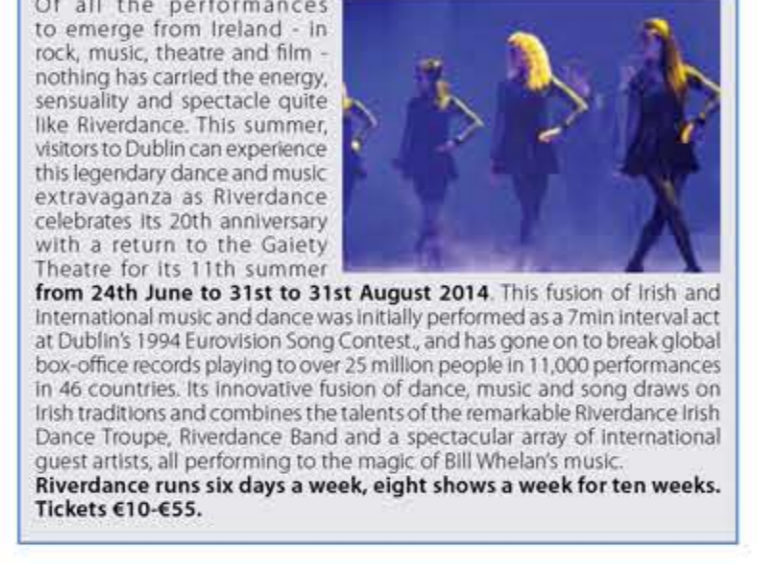 Of all the performances
to emerge from Ireland - in
rock, music, theatre and film -
nothing has carried the energy,
sensuality and spectacle quite
like Riverdance. This summer,
visitors to Dublin can experience
this legendary dance and music
extravaganza as Riverdance
celebrates its 20th anniversary
with a return to the Gaiety
Theatre for its 11th summer
from 24th June to 31st to 31st August 2014. This fusion of Irish and
International music and dance was initially performed as a 7min interval act
at Dublin's 1994 Eurovision Song Contest., and has gone on to break global
box-office records playing to over 25 million people in 11,000 performances
in 46 countries. Its innovative fusion of dance, music and song draws on
Irish traditions and combines the talents of the remarkable Riverdance Irish
Dance Troupe, Riverdance Band and a spectacular array of international
guest artists, all performing to the magic of Bill Whelan's music.
Riverdance runs six days a week, eight shows a week for ten weeks.
Tickets €10-€55.